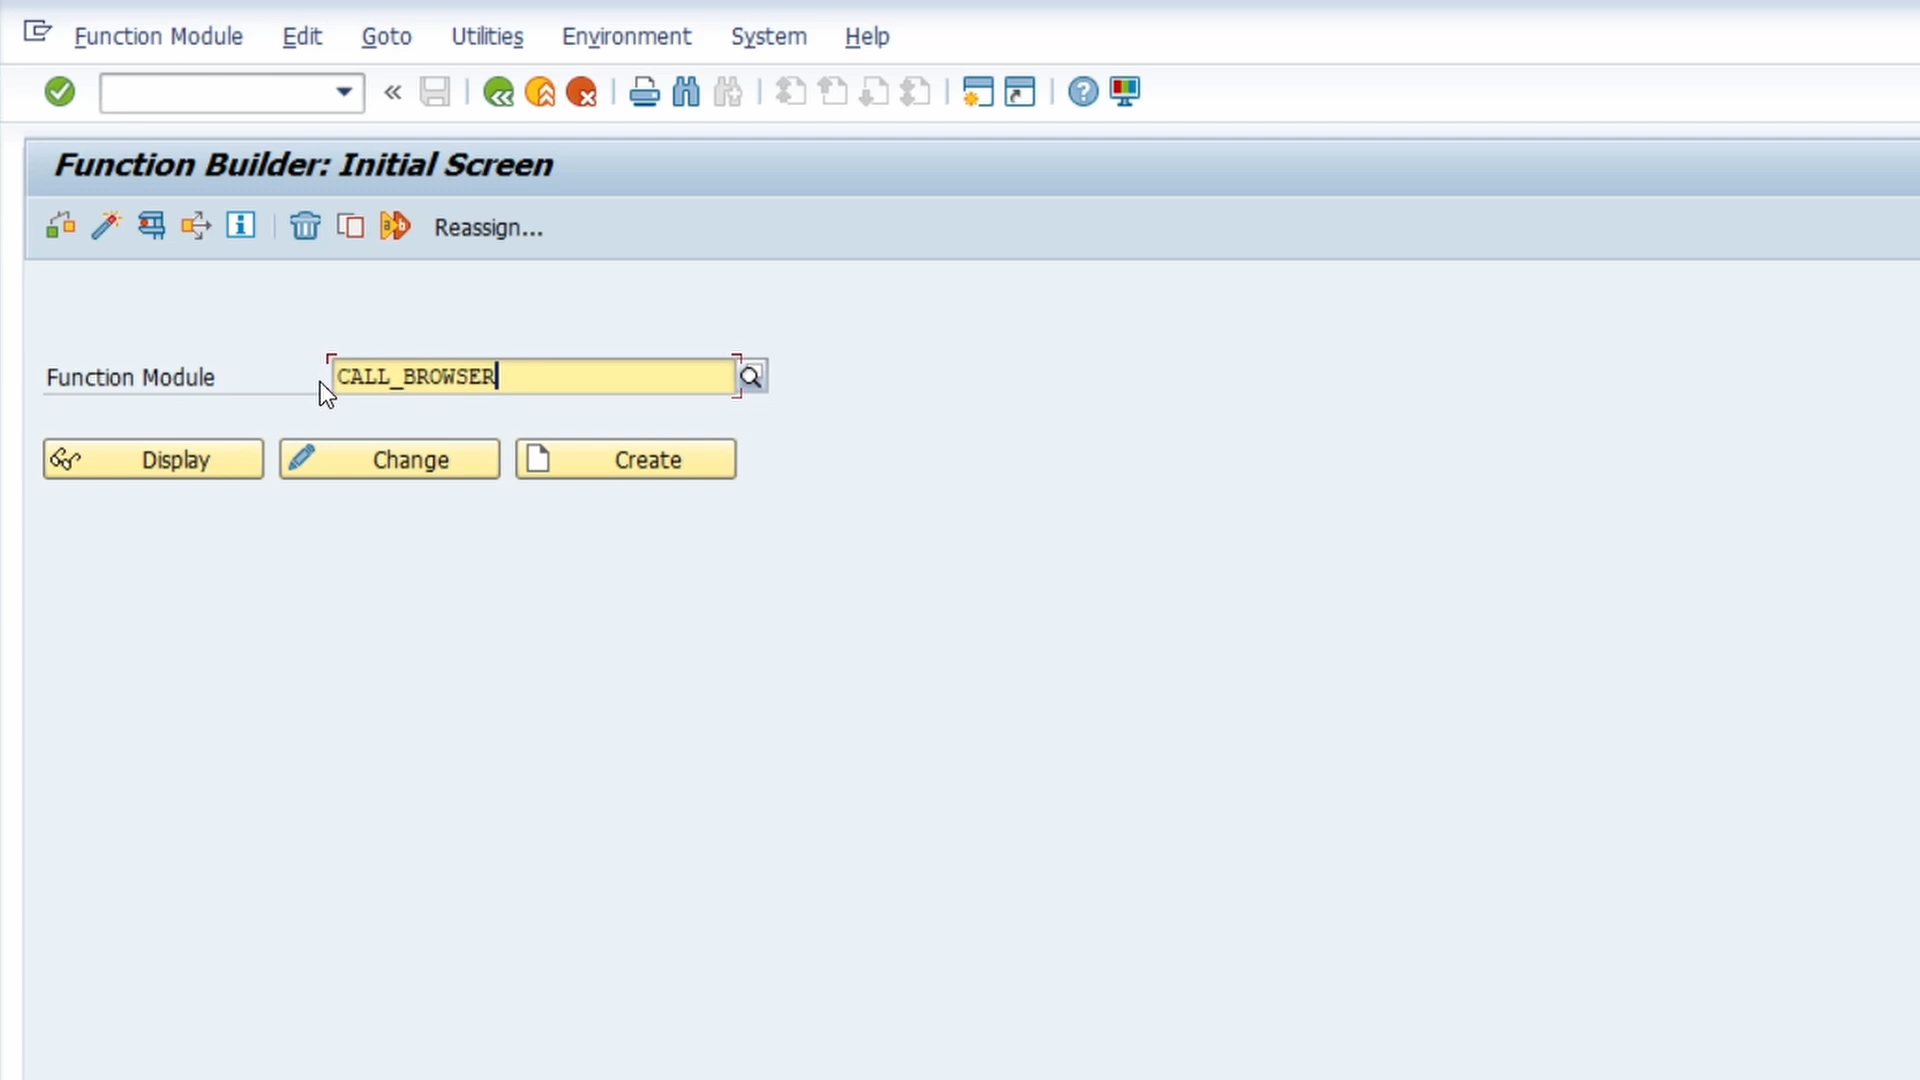 Function Module Edit Goto Utilities Environment System Help
Function Builder: Initial Screen
Reassign...
Function Module CALL_BROWSER
Display Change Create